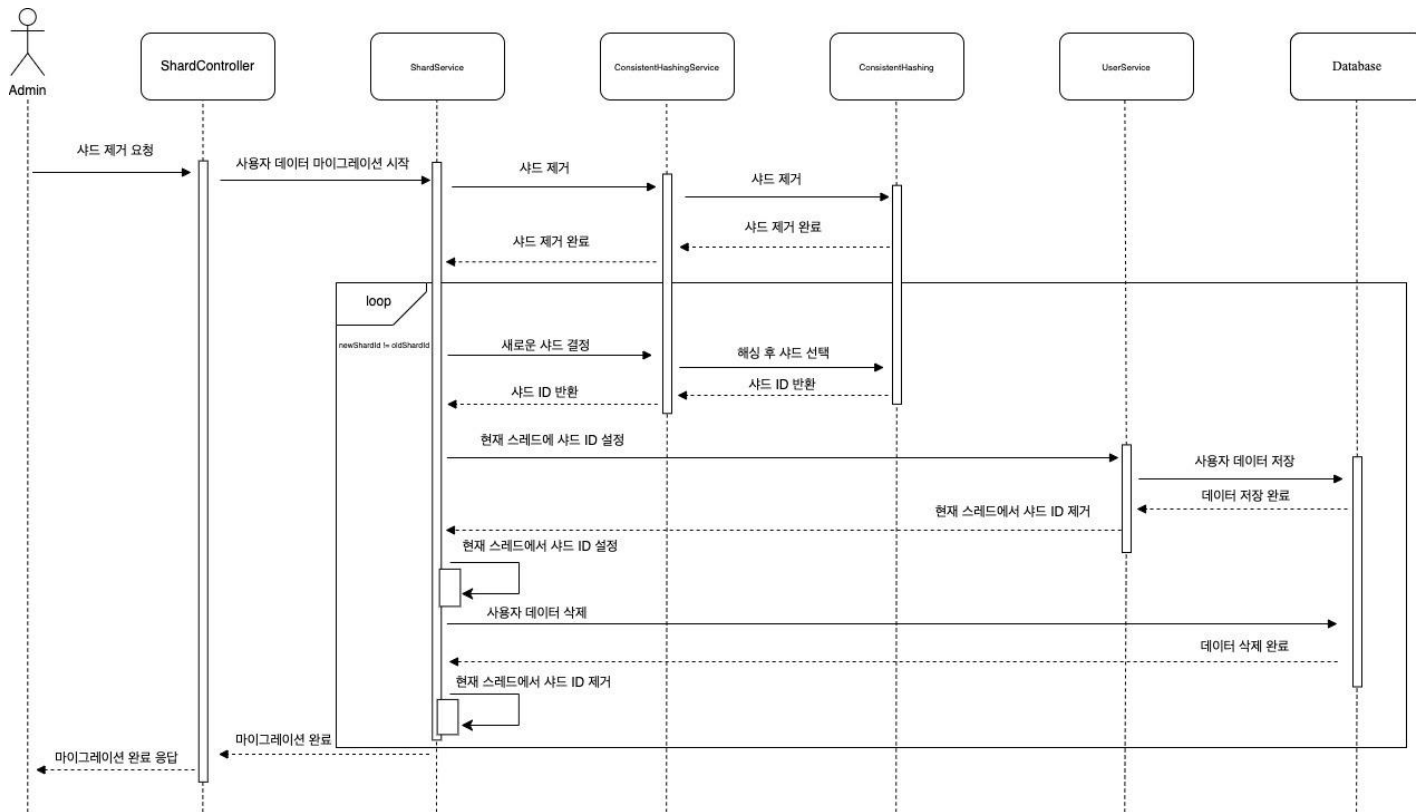 Admin
ShardController
ShardService
ConsistentHashingService
ConsistentHashing
UserService
Database
샤드 제거 요청
사용자 데이터 마이그레이션 시작
샤드 제거
샤드 제거
샤드 제거 완료
샤드 제거 완료
loop
newShardId != oldShardId
새로운 샤드 결정
해싱 후 샤드 선택
샤드 ID 반환
샤드 ID 반환
현재 스레드에 샤드 ID 설정
사용자 데이터 저장
데이터 저장 완료
현재 스레드에서 샤드 ID 제거
현재 스레드에서 샤드 ID 설정
사용자 데이터 삭제
데이터 삭제 완료
현재 스레드에서 샤드 ID 제거
마이그레이션 완료
마이그레이션 완료 응답